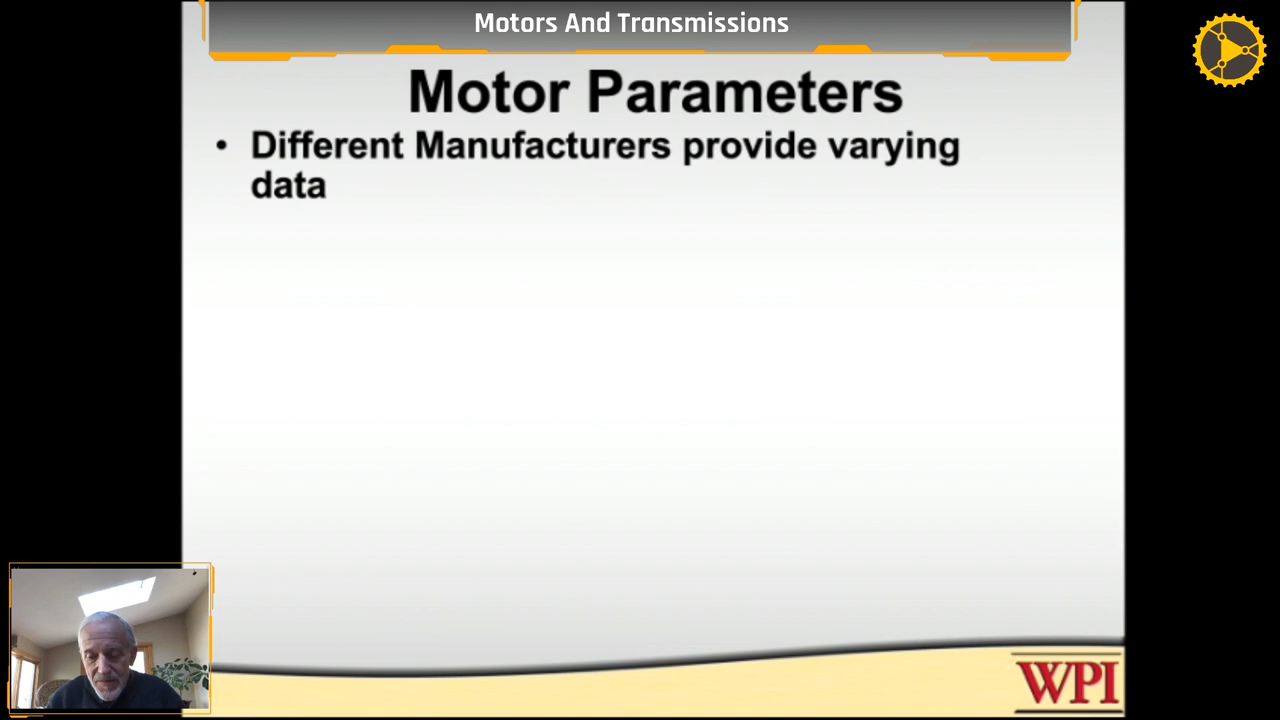 Motors And Transmissions
Motor Parameters
• Different Manufacturers provide varying
data
WPI